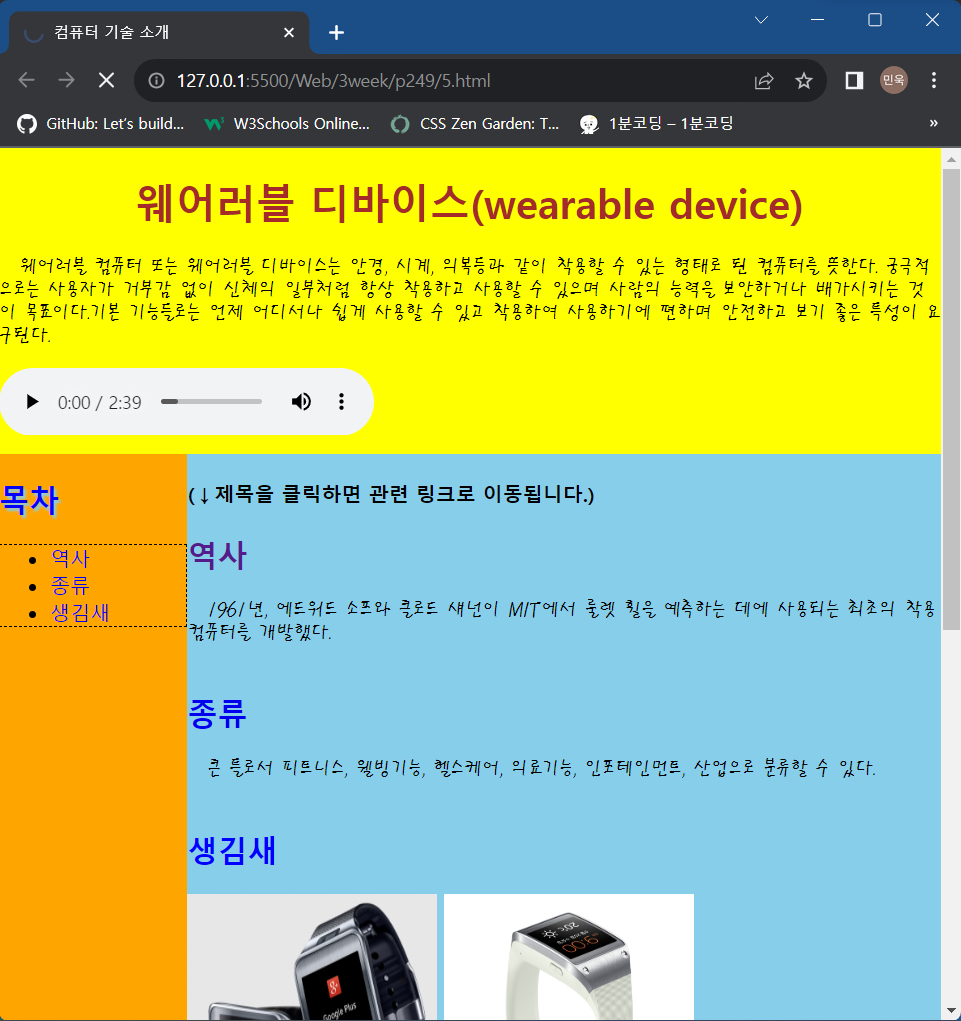 컴퓨터 기술 소개
127.0.0.1:5500/Web/3week/p249/5.html
민욱
GitHub: Let's build...
W3Schools Online...
CSS Zen Garden: T...
1분코딩 – 1분코딩
»
웨어러블 디바이스(wearable device)
웨어러블 컴퓨터 또는 웨어러블 디바이스는 안경, 시계, 의복등과 같이 착용할 수 있는 형태로 된 컴퓨터를 뜻한다. 궁극적
으로는 사용자가 거부감 없이 신체의 일부처럼 항상 착용하고 사용할 수 있으며 사람의 능력을 보안하거나 배가시키는 것
이 목표이다.기본 기능들로는 언제 어디서나 쉽게 사용할 수 있고 착용하여 사용하기에 편하며 안전하고 보기 좋은 특성이 요
구된다.
0:00 / 2:39
목차
역사
종류
생김새
(↓제목을 클릭하면 관련 링크로 이동됩니다.)
역사
1961년, 에드워드 소프와 클로드 섀넌이 MIT에서 룰렛 휠을 예측하는 데에 사용되는 최초의 착용
컴퓨터를 개발했다.
종류
큰 틀로서 피트니스, 웰빙기능, 헬스케어, 의료기능, 인포테인먼트, 산업으로 분류할 수 있다.
생김새
Google Plus